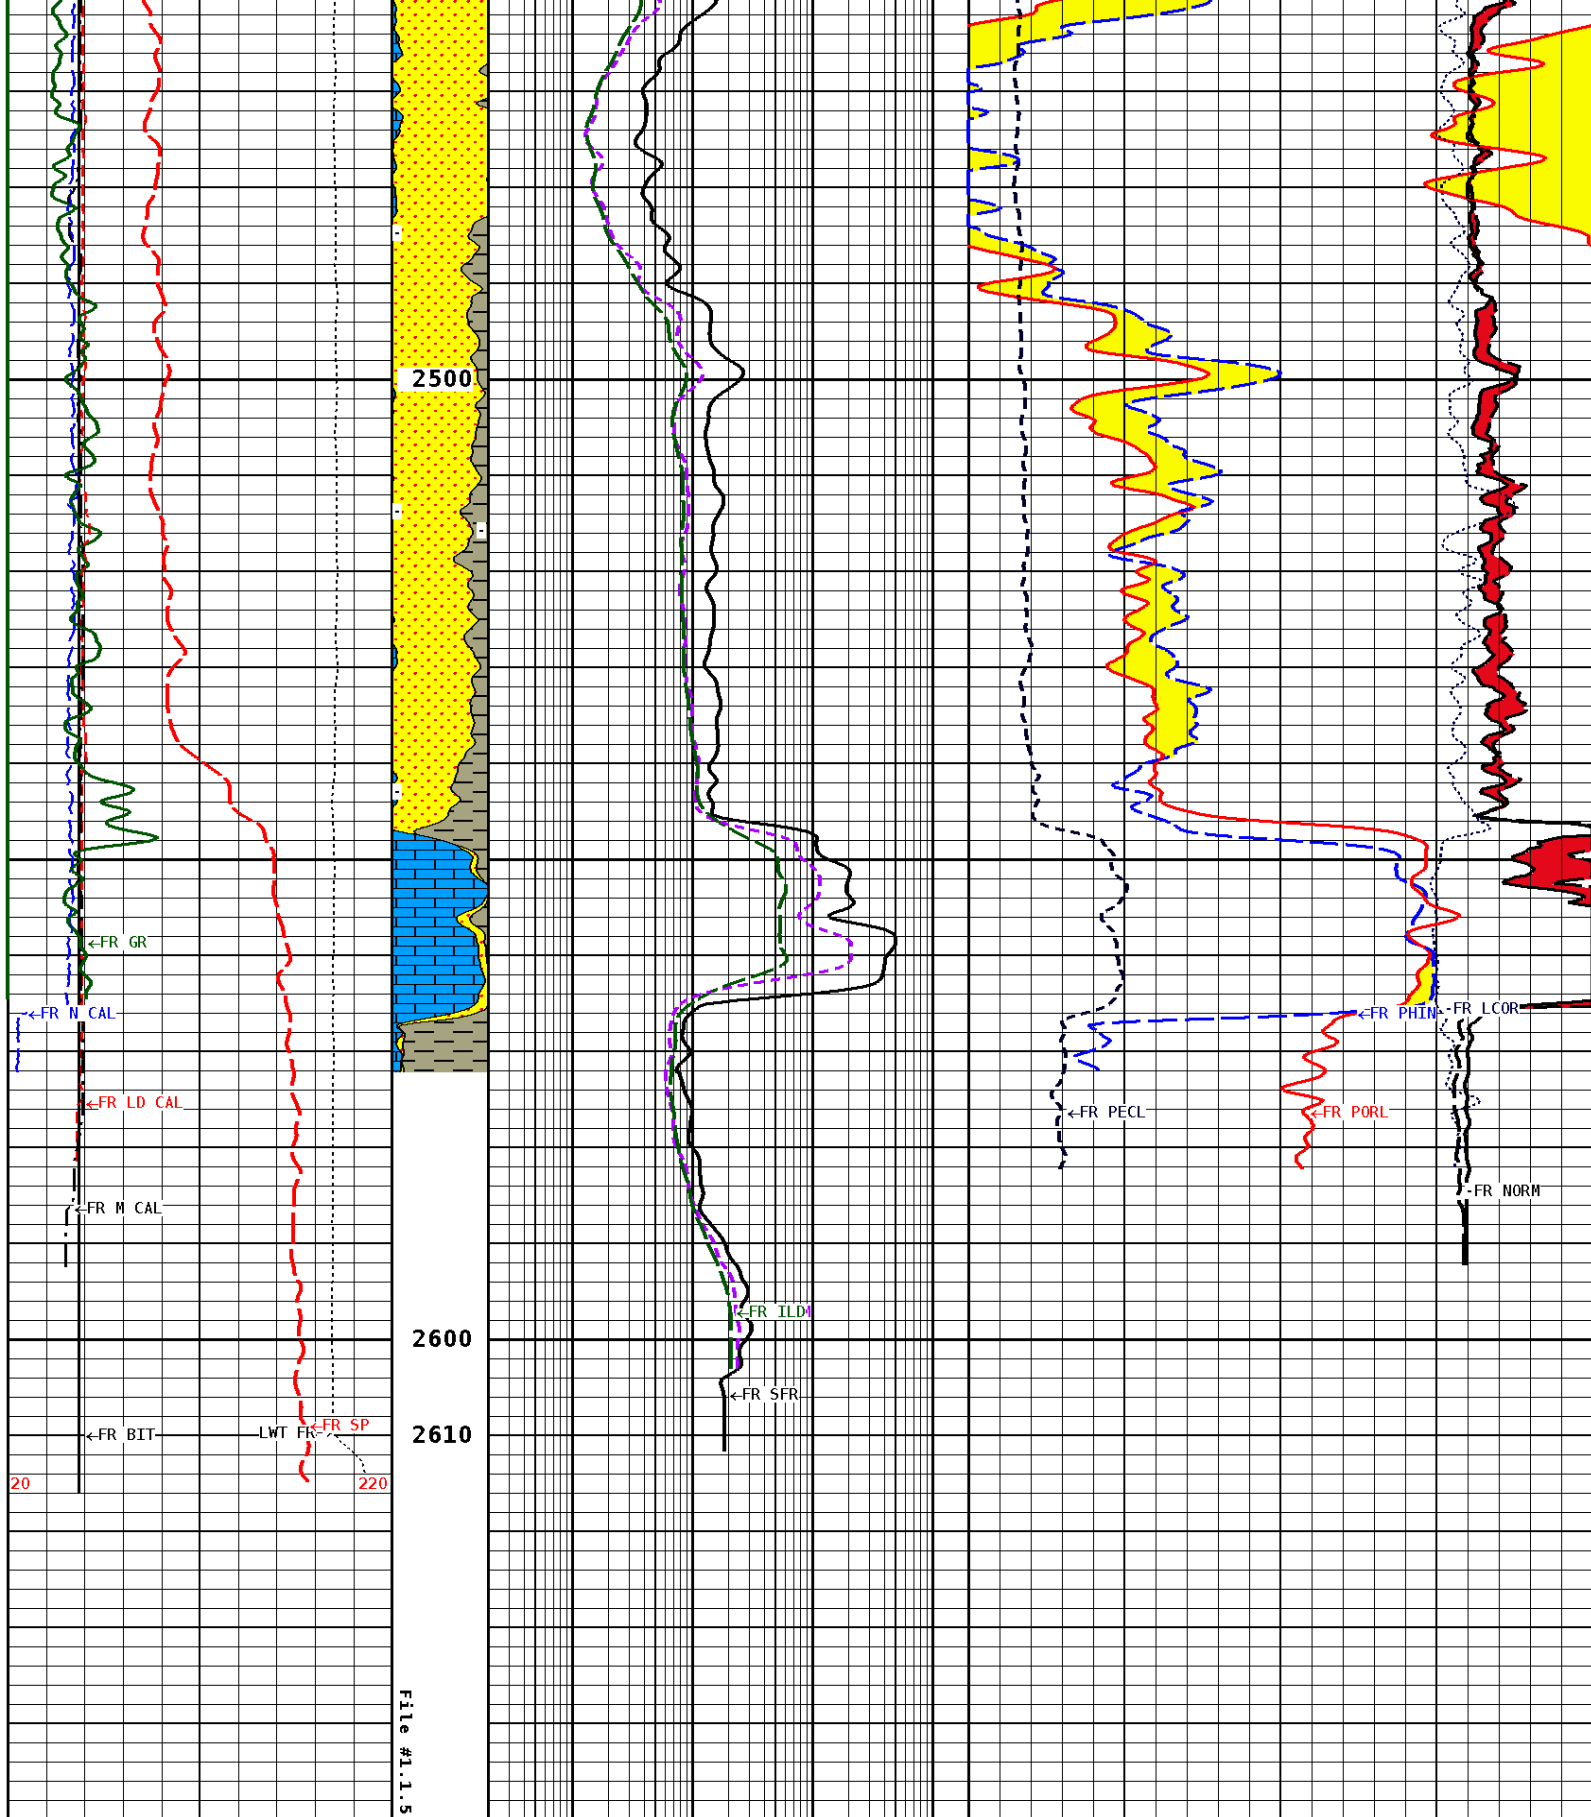 2500
←FR GR
←FR N CAL
←FR PHIN
-FR LCOR
←FR LD CAL
←FR PECL
←FR PORL
-FR NORM
←FR M CAL
←FR ILD
2600
←FR SFR
←FR SP
LWT FR-
←FR BIT
2610
20
220
File #1.1.5